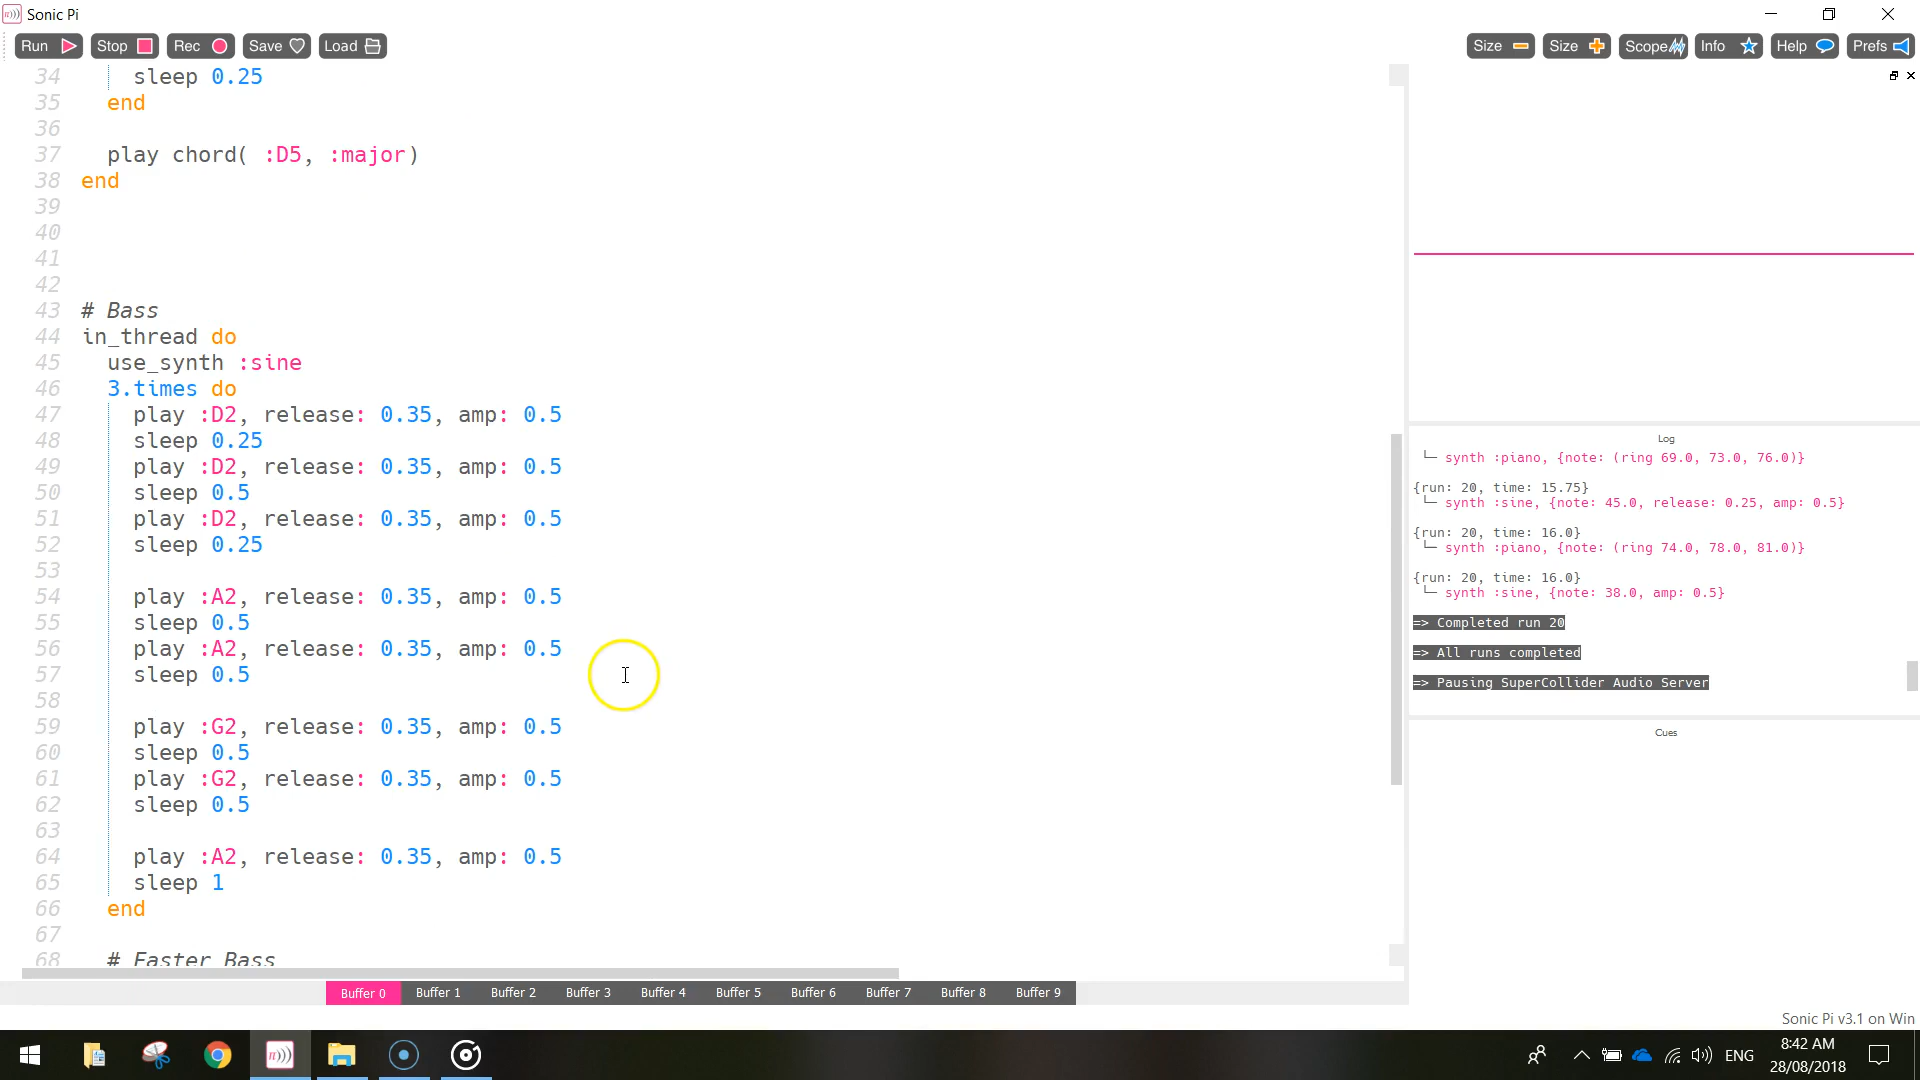 Sonic Pi
Run Stop Rec Save Load Size Size Scope Info Help Prefs
34 sleep 0.25
35 end
36
37 play chord( :D5, :major)
38 end
39
40
41
42
43 # Bass
44 in_thread do
45 use_synth :sine
46 3.times do
47 play :D2, release: 0.35, amp: 0.5
48 sleep 0.25
49 play :D2, release: 0.35, amp: 0.5
50 sleep 0.5
51 play :D2, release: 0.35, amp: 0.5
52 sleep 0.25
53
54 play :A2, release: 0.35, amp: 0.5
55 sleep 0.5
56 play :A2, release: 0.35, amp: 0.5
57 sleep 0.5
58
59 play :G2, release: 0.35, amp: 0.5
60 sleep 0.5
61 play :G2, release: 0.35, amp: 0.5
62 sleep 0.5
63
64 play :A2, release: 0.35, amp: 0.5
65 sleep 1
66 end
67
68 # Faster Bass
Log
└─ synth :piano, {note: (ring 69.0, 73.0, 76.0)}
{run: 20, time: 15.75}
└─ synth :sine, {note: 45.0, release: 0.25, amp: 0.5}
{run: 20, time: 16.0}
└─ synth :piano, {note: (ring 74.0, 78.0, 81.0)}
{run: 20, time: 16.0}
└─ synth :sine, {note: 38.0, amp: 0.5}
=> Completed run 20
=> All runs completed
=> Pausing SuperCollider Audio Server
Cues
Buffer 0 Buffer 1 Buffer 2 Buffer 3 Buffer 4 Buffer 5 Buffer 6 Buffer 7 Buffer 8 Buffer 9
Sonic Pi v3.1 on Win
ENG
8:42 AM
28/08/2018